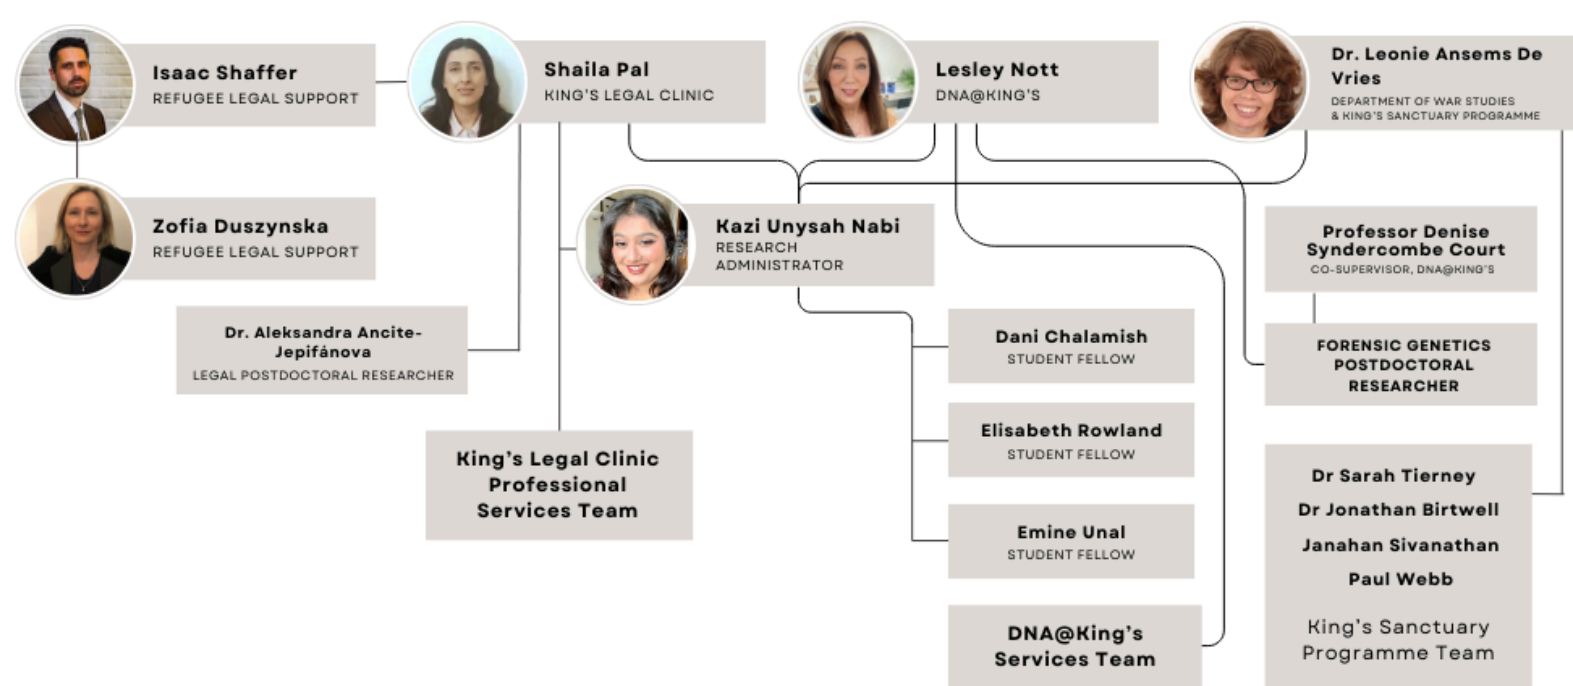 Isaac Shaffer
REFUGEE LEGAL SUPPORT
Shaila Pal
KING'S LEGAL CLINIC
Lesley Nott
DNA@KING'S
Dr. Leonie Ansems De
Vries
DEPARTMENT OF WAR STUDIES
& KING'S SANCTUARY PROGRAMME
Zofia Duszynska
REFUGEE LEGAL SUPPORT
Kazi Unysah Nabi
RESEARCH
ADMINISTRATOR
Professor Denise
Syndercombe Court
CO-SUPERVISOR, DNA@KING'S
Dr. Aleksandra Ancite-
Jepifánova
LEGAL POSTDOCTORAL RESEARCHER
Dani Chalamish
STUDENT FELLOW
FORENSIC GENETICS
POSTDOCTORAL
RESEARCHER
Elisabeth Rowland
STUDENT FELLOW
King's Legal Clinic
Professional
Services Team
Emine Unal
STUDENT FELLOW
Dr Sarah Tierney
Dr Jonathan Birtwell
Janahan Sivanathan
Paul Webb
King's Sanctuary
Programme Team
DNA@King's
Services Team